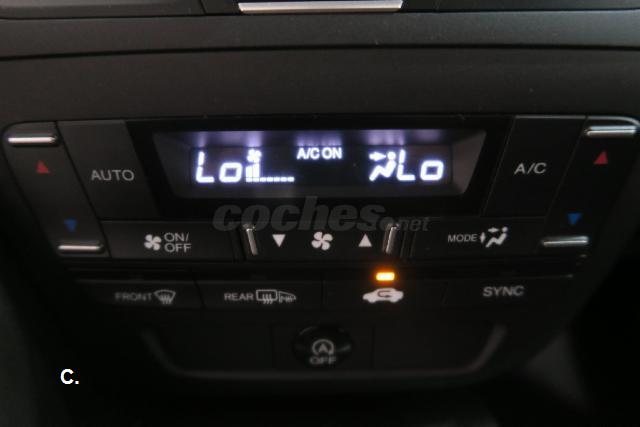 A/C ON
Lo Lo
AUTO A/C
coches.net
ON/OFF MODE
FRONT REAR SYNC
A
OFF
C.